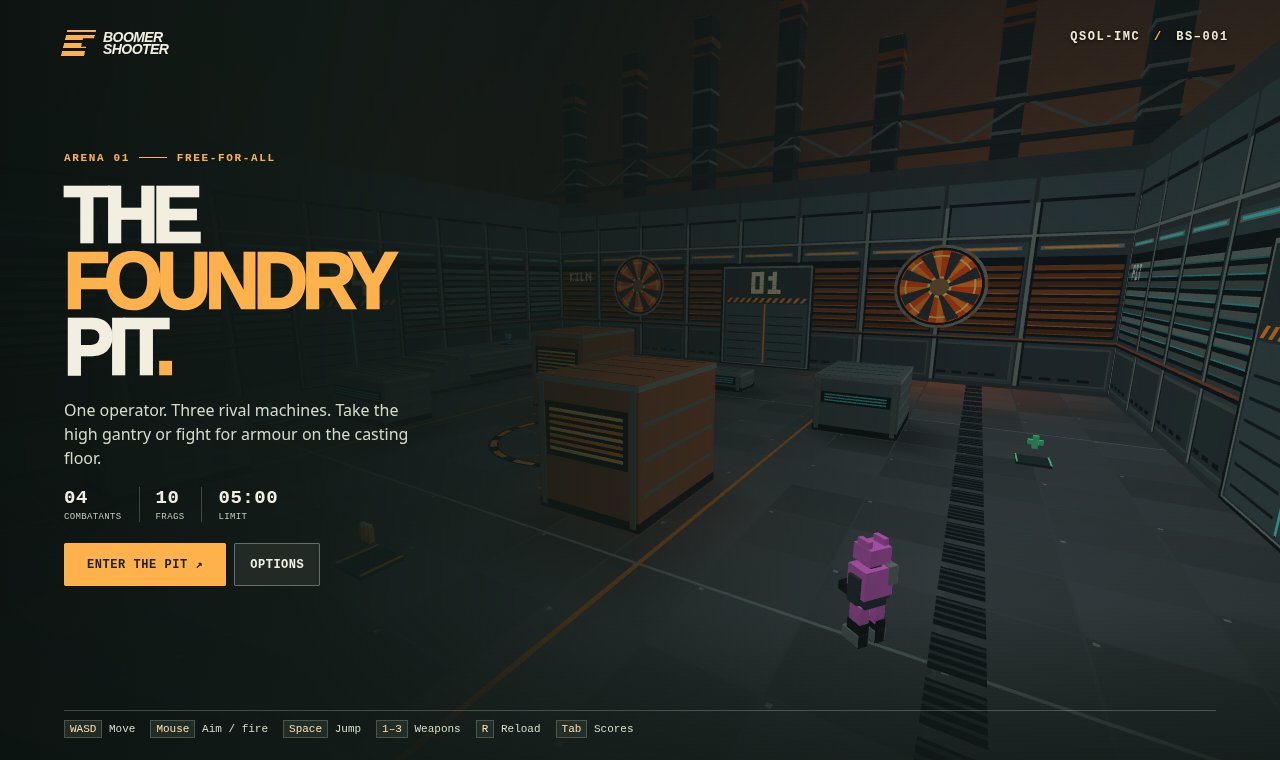 BOOMER
SHOOTER
QSOL-IMC / BS-001
ARENA 01 — FREE-FOR-ALL
THE
FOUNDRY
PIT.
One operator. Three rival machines. Take the
high gantry or fight for armour on the casting
floor.
04 10 05:00
COMBATANTS FRAGS LIMIT
ENTER THE PIT ↗ OPTIONS
KILN
01
WASD Move Mouse Aim / fire Space Jump 1–3 Weapons R Reload Tab Scores